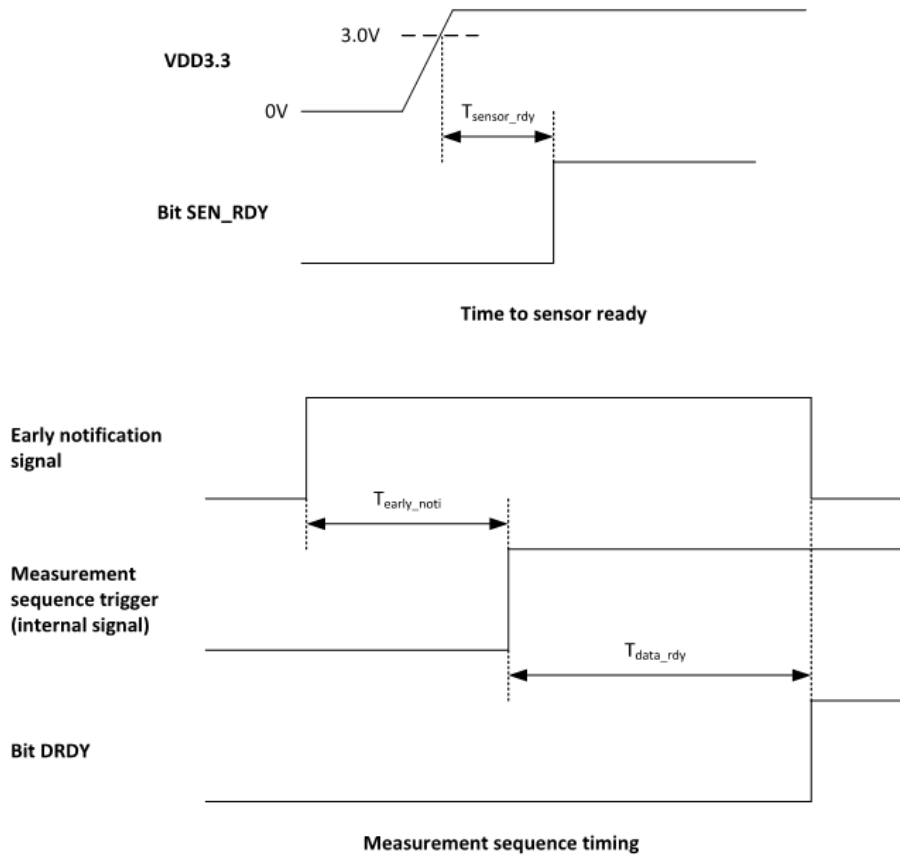 3.0V
VDD3.3
0V
Tsensor_rdy
Bit SEN_RDY
Time to sensor ready
Early notification
signal
Tearly_noti
Measurement
sequence trigger
(internal signal)
Tdata_rdy
Bit DRDY
Measurement sequence timing